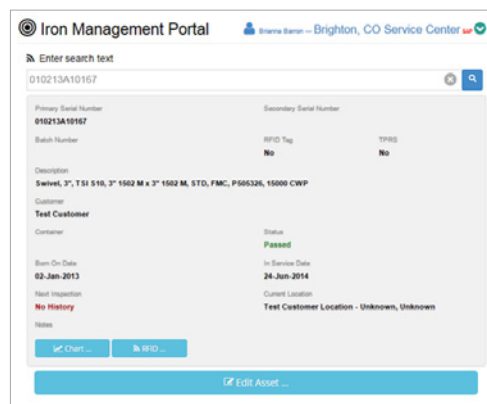 Iron Management Portal
Brianna Barron — Brighton, CO Service Center SAP
Enter search text
010213A10167
Primary Serial Number Secondary Serial Number
010213A10167
Batch Number RFID Tag TPRS
No No
Description
Swivel, 3", TSI S10, 3" 1502 M x 3" 1502 M, STD, FMC, P505326, 15000 CWP
Customer
Test Customer
Container Status
Passed
Born On Date In Service Date
02-Jan-2013 24-Jun-2014
Next Inspection Current Location
No History Test Customer Location - Unknown, Unknown
Notes
Chart ... RFID ...
Edit Asset ...